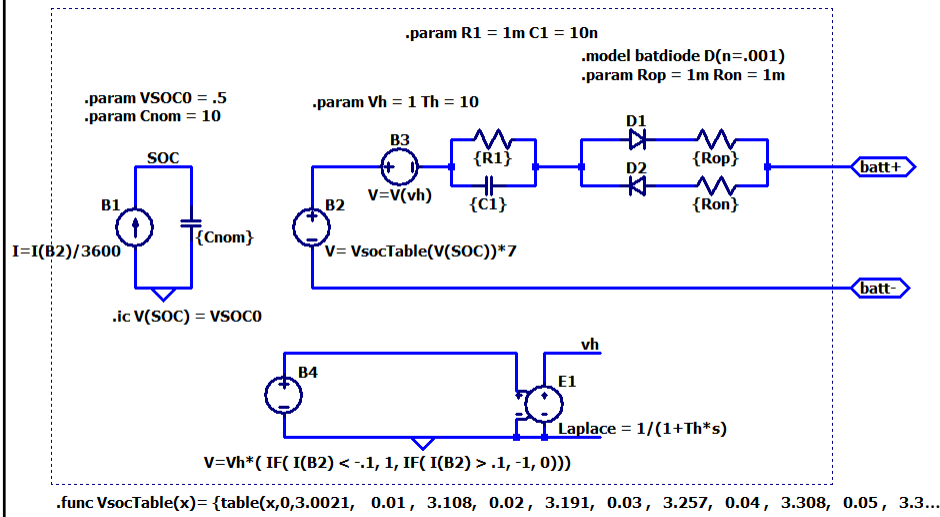 .param R1 = 1m C1 = 10n
.model batdiode D(n=.001)
.param Rop = 1m Ron = 1m
.param VSOC0 = .5
.param Cnom = 10
.param Vh = 1 Th = 10
SOC
B3
{R1}
D1
{Rop}
batt+
B1
B2
V=V(vh)
{C1}
D2
{Ron}
{Cnom}
I=I(B2)/3600
V= VsocTable(V(SOC))*7
batt-
.ic V(SOC) = VSOC0
vh
B4
E1
Laplace = 1/(1+Th*s)
V=Vh*( IF( I(B2) < -.1, 1, IF( I(B2) > .1, -1, 0)))
.func VsocTable(x)= {table(x,0,3.0021, 0.01, 3.108, 0.02, 3.191, 0.03, 3.257, 0.04, 3.308, 0.05, 3.3...